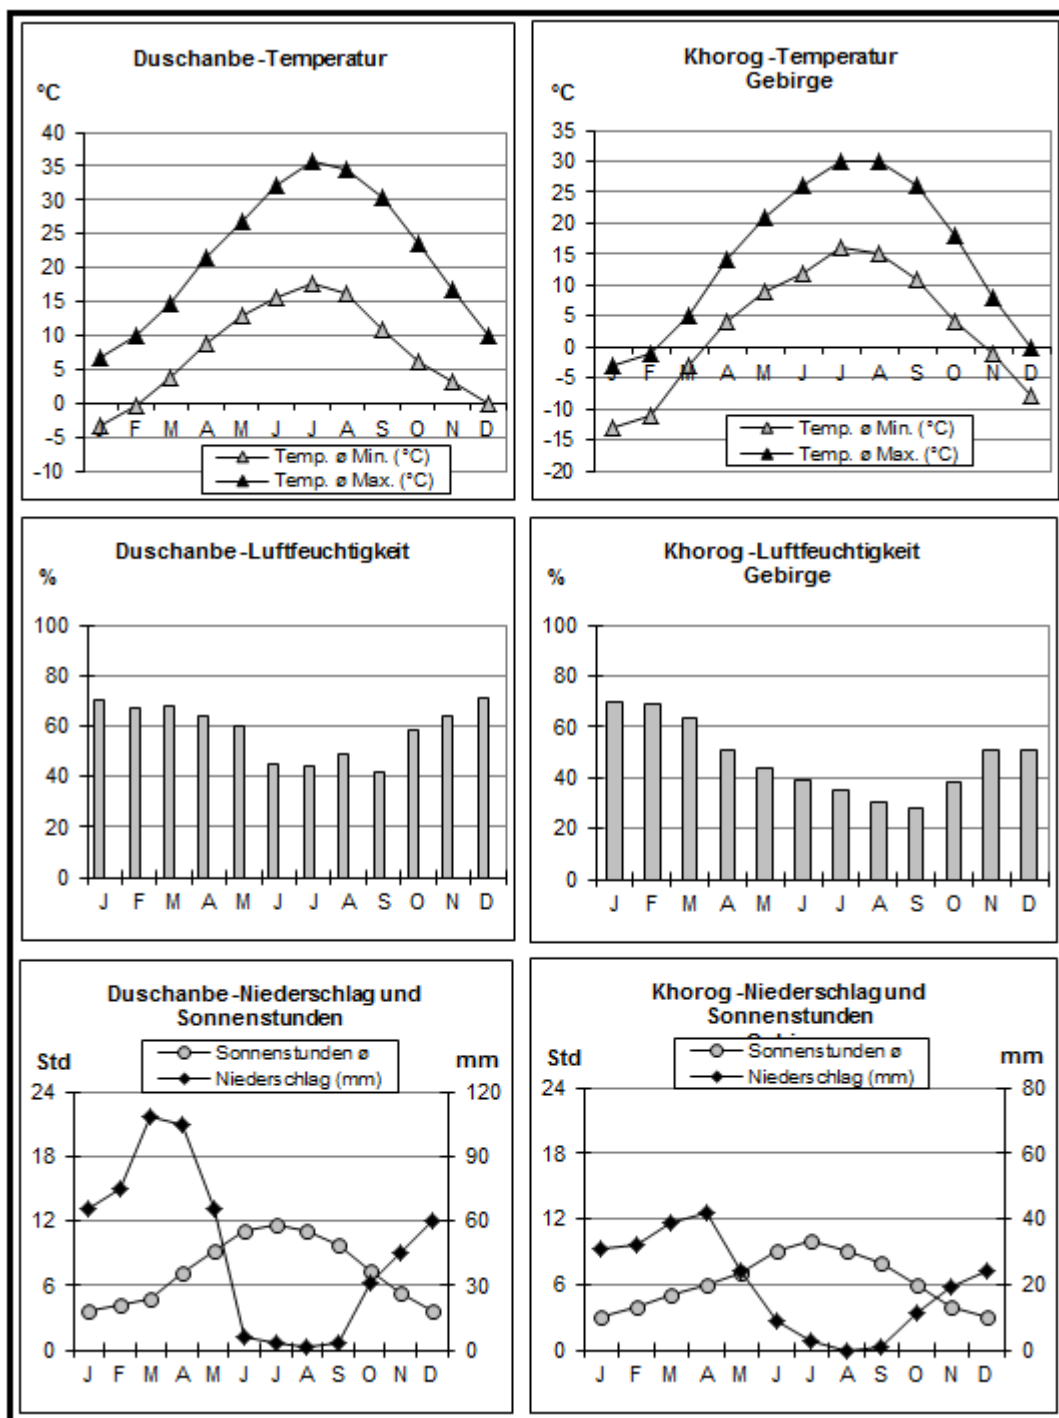 Duschanbe -Temperatur
°C
40
35
30
25
20
15
10
5
0
-5
-10
J F M A M J J A S O N D
Temp. ø Min. (°C)
Temp. ø Max. (°C)
Khorog -Temperatur
Gebirge
°C
35
30
25
20
15
10
5
0
-5
-10
-15
-20
J F M A M J J A S O N D
Temp. ø Min. (°C)
Temp. ø Max. (°C)
Duschanbe -Luftfeuchtigkeit
%
100
80
60
40
20
0
J F M A M J J A S O N D
Khorog -Luftfeuchtigkeit
Gebirge
%
100
80
60
40
20
0
J F M A M J J A S O N D
Duschanbe -Niederschlag und
Sonnenstunden
Sonnenstunden ø
Niederschlag (mm)
Std
mm
24 120
18 90
12 60
6 30
0 0
J F M A M J J A S O N D
Khorog -Niederschlag und
Sonnenstunden
Sonnenstunden ø
Niederschlag (mm)
Std
mm
24 80
18 60
12 40
6 20
0 0
J F M A M J J A S O N D